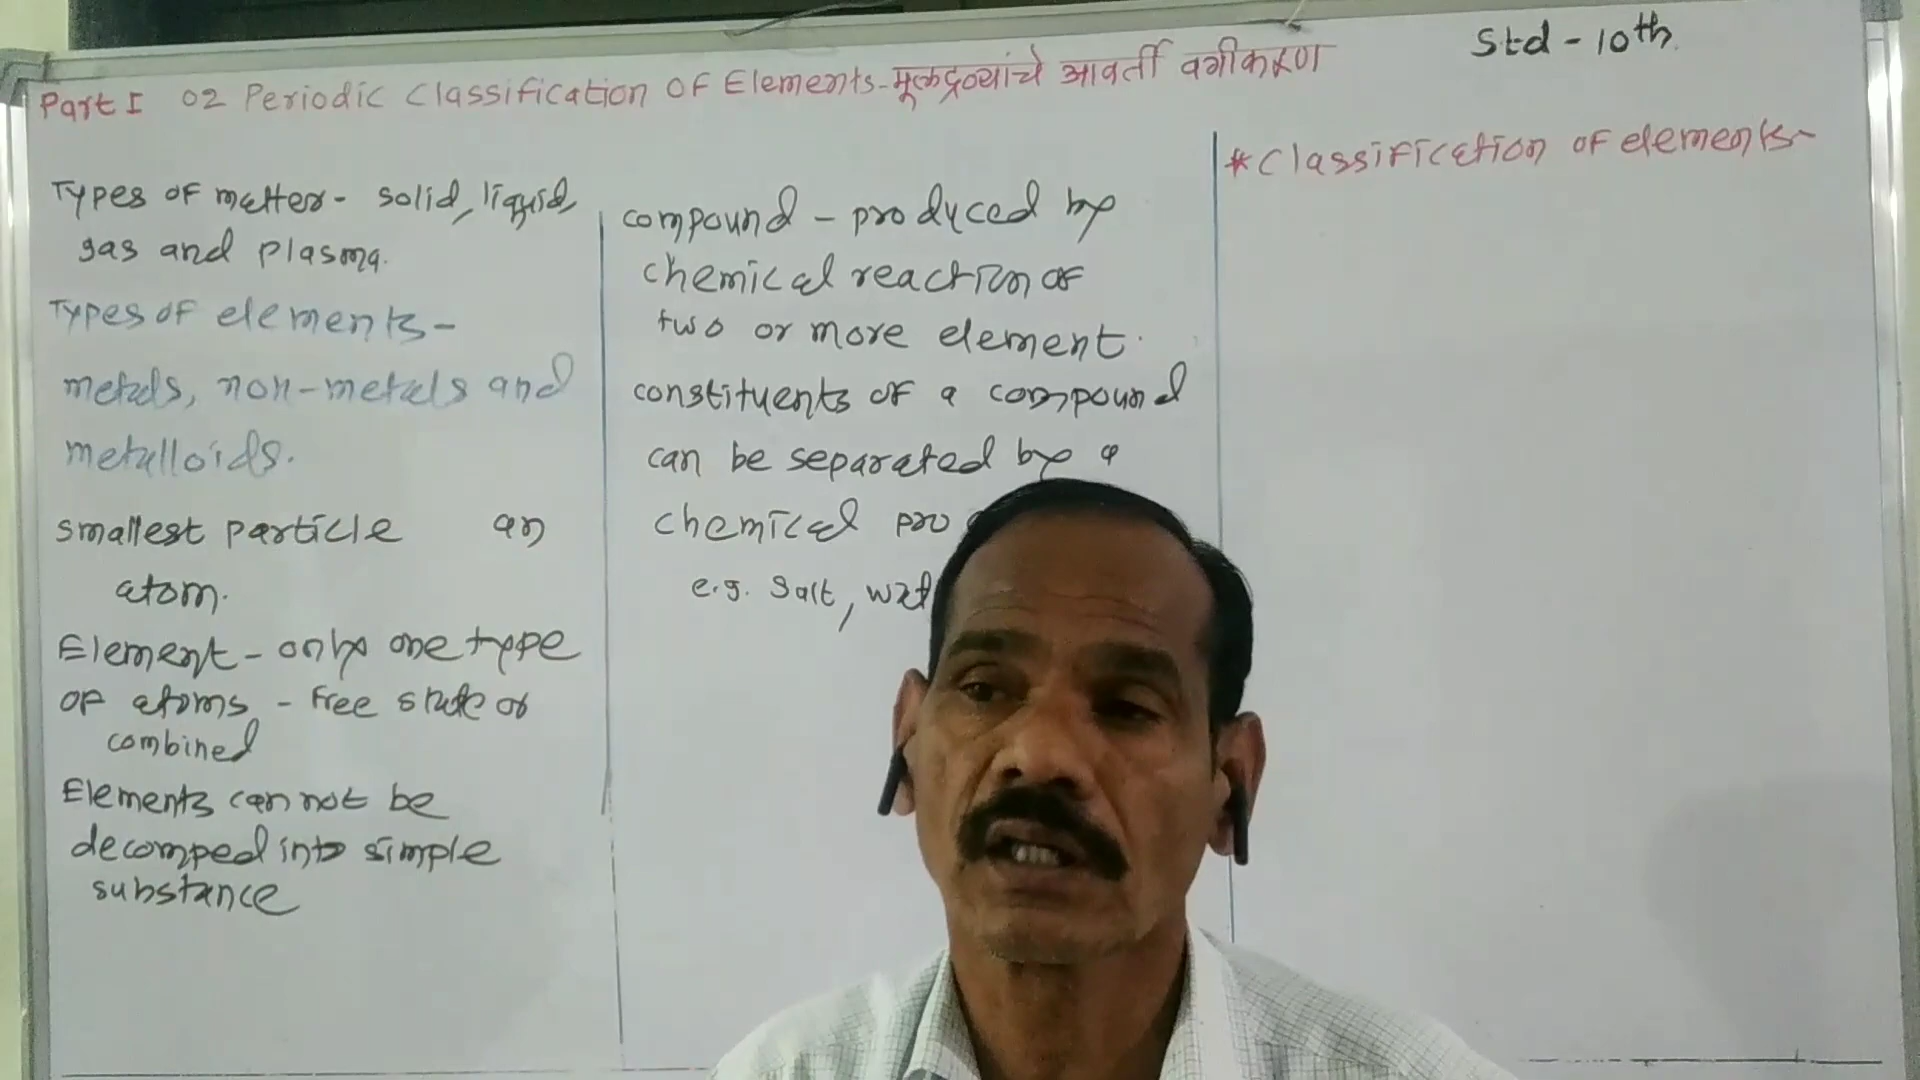 Std - 10th
Part I 02 Periodic Classification OF Elements - मूलद्रव्यांचे आवर्ती वर्गीकरण
Types of matter - solid, liquid,
gas and plasma.
Types of elements -
metals, non-metals and
metalloids.
smallest particle an
atom.
Element - only one type
of atoms - Free state or
combined
Elements can not be
decomped into simple
substance
compound - produced by
chemical reaction of
two or more element.
constituents of a compound
can be separated by a
chemical pro
e.g. Salt,
* Classification of elements -